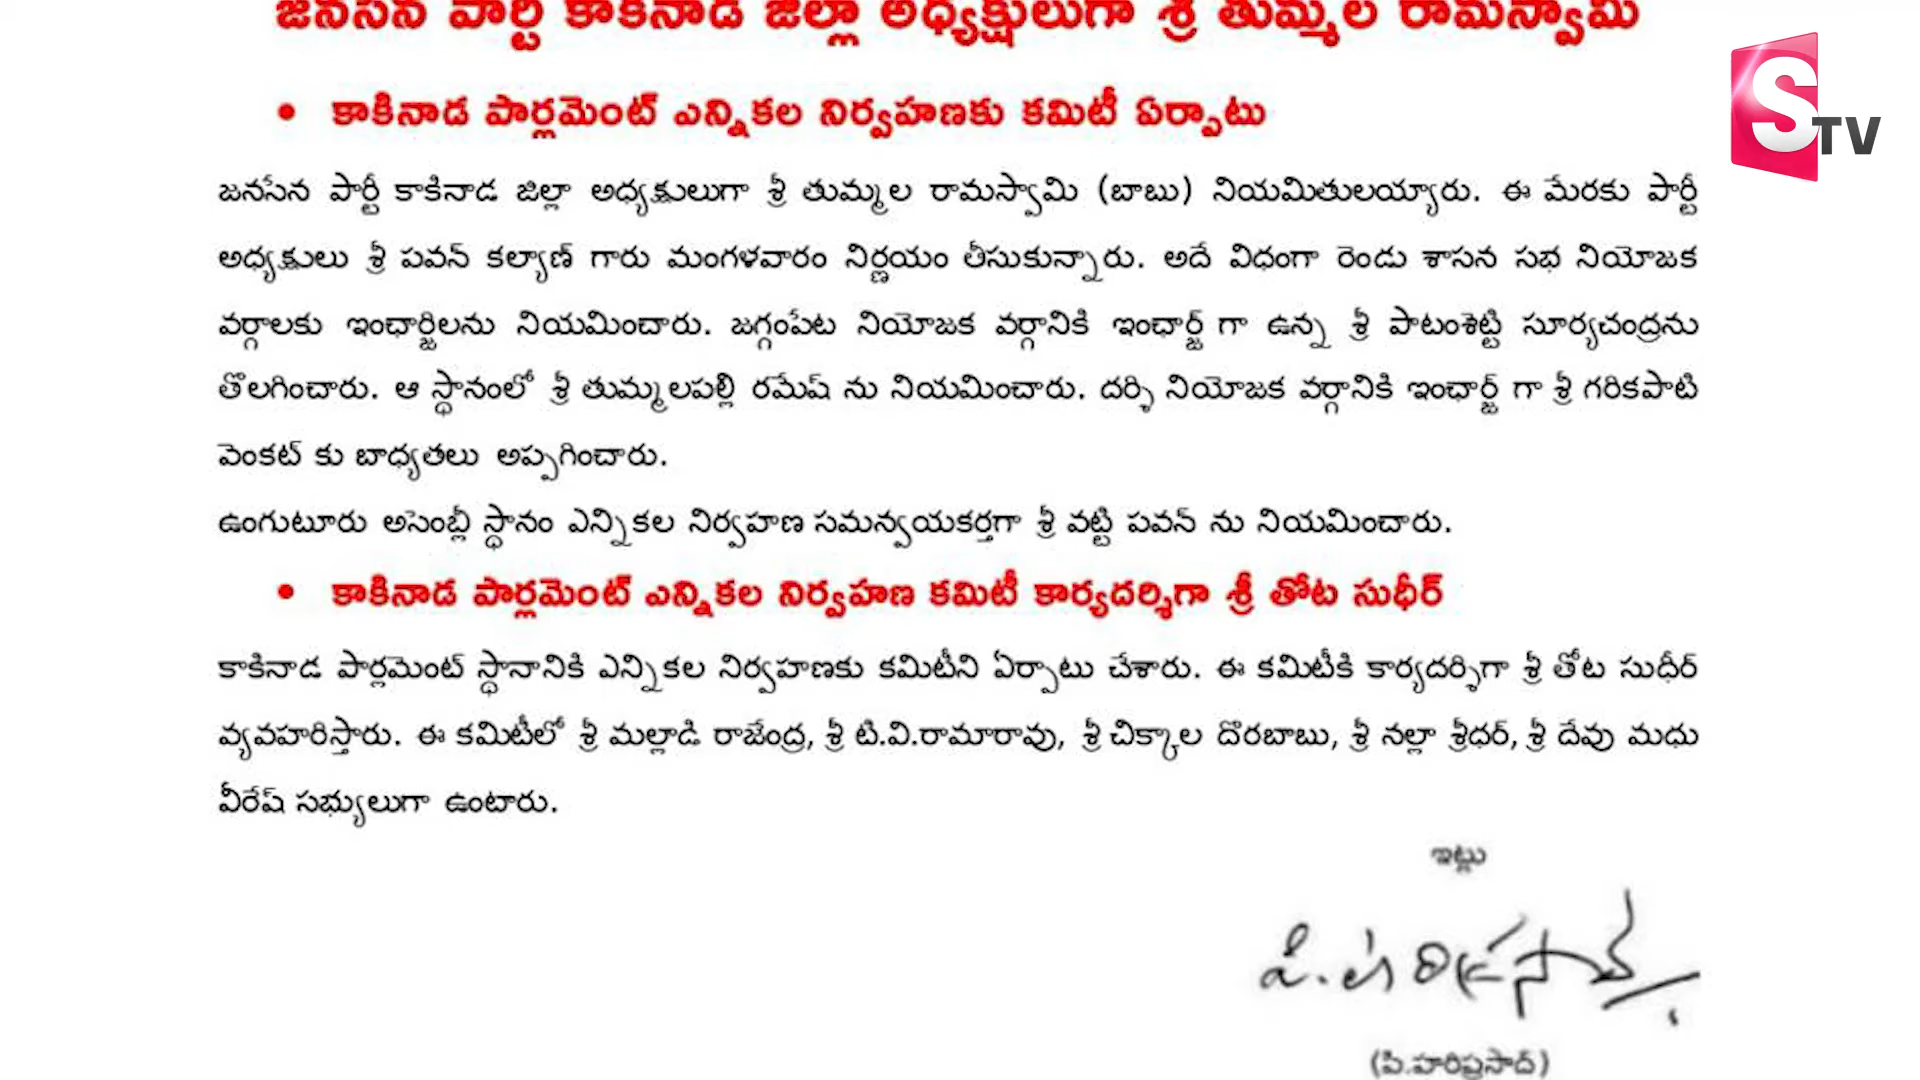 జనసేన పార్టీ కాకినాడ జిల్లా అధ్యక్షులుగా శ్రీ తుమ్మల రామస్వామి
STV
• కాకినాడ పార్లమెంట్ ఎన్నికల నిర్వహణకు కమిటీ ఏర్పాటు
జనసేన పార్టీ కాకినాడ జిల్లా అధ్యక్షులుగా శ్రీ తుమ్మల రామస్వామి (బాబు) నియమితులయ్యారు. ఈ మేరకు పార్టీ
అధ్యక్షులు శ్రీ పవన్ కల్యాణ్ గారు మంగళవారం నిర్ణయం తీసుకున్నారు. అదే విధంగా రెండు శాసన సభ నియోజక
వర్గాలకు ఇంఛార్జిలను నియమించారు. జగ్గంపేట నియోజక వర్గానికి ఇంఛార్జ్ గా ఉన్న శ్రీ పాటంశెట్టి సూర్యచంద్రను
తొలగించారు. ఆ స్థానంలో శ్రీ తుమ్మలపల్లి రమేష్ ను నియమించారు. దర్శి నియోజక వర్గానికి ఇంఛార్జ్ గా శ్రీ గరికపాటి
వెంకట్ కు బాధ్యతలు అప్పగించారు.
ఉంగుటూరు అసెంబ్లీ స్థానం ఎన్నికల నిర్వహణ సమన్వయకర్తగా శ్రీ వట్టి పవన్ ను నియమించారు.
• కాకినాడ పార్లమెంట్ ఎన్నికల నిర్వహణ కమిటీ కార్యదర్శిగా శ్రీ తోట సుధీర్
కాకినాడ పార్లమెంట్ స్థానానికి ఎన్నికల నిర్వహణకు కమిటీని ఏర్పాటు చేశారు. ఈ కమిటీకి కార్యదర్శిగా శ్రీ తోట సుధీర్
వ్యవహరిస్తారు. ఈ కమిటీలో శ్రీ మల్లాడి రాజేంద్ర, శ్రీ టి.వి.రామారావు, శ్రీ చిక్కాల దొరబాబు, శ్రీ నల్లా శ్రీధర్, శ్రీ దేవు మధు
వీరేష్ సభ్యులుగా ఉంటారు.
ఇట్లు
పి. హరిప్రసాద్
(పి.హరిప్రసాద్)